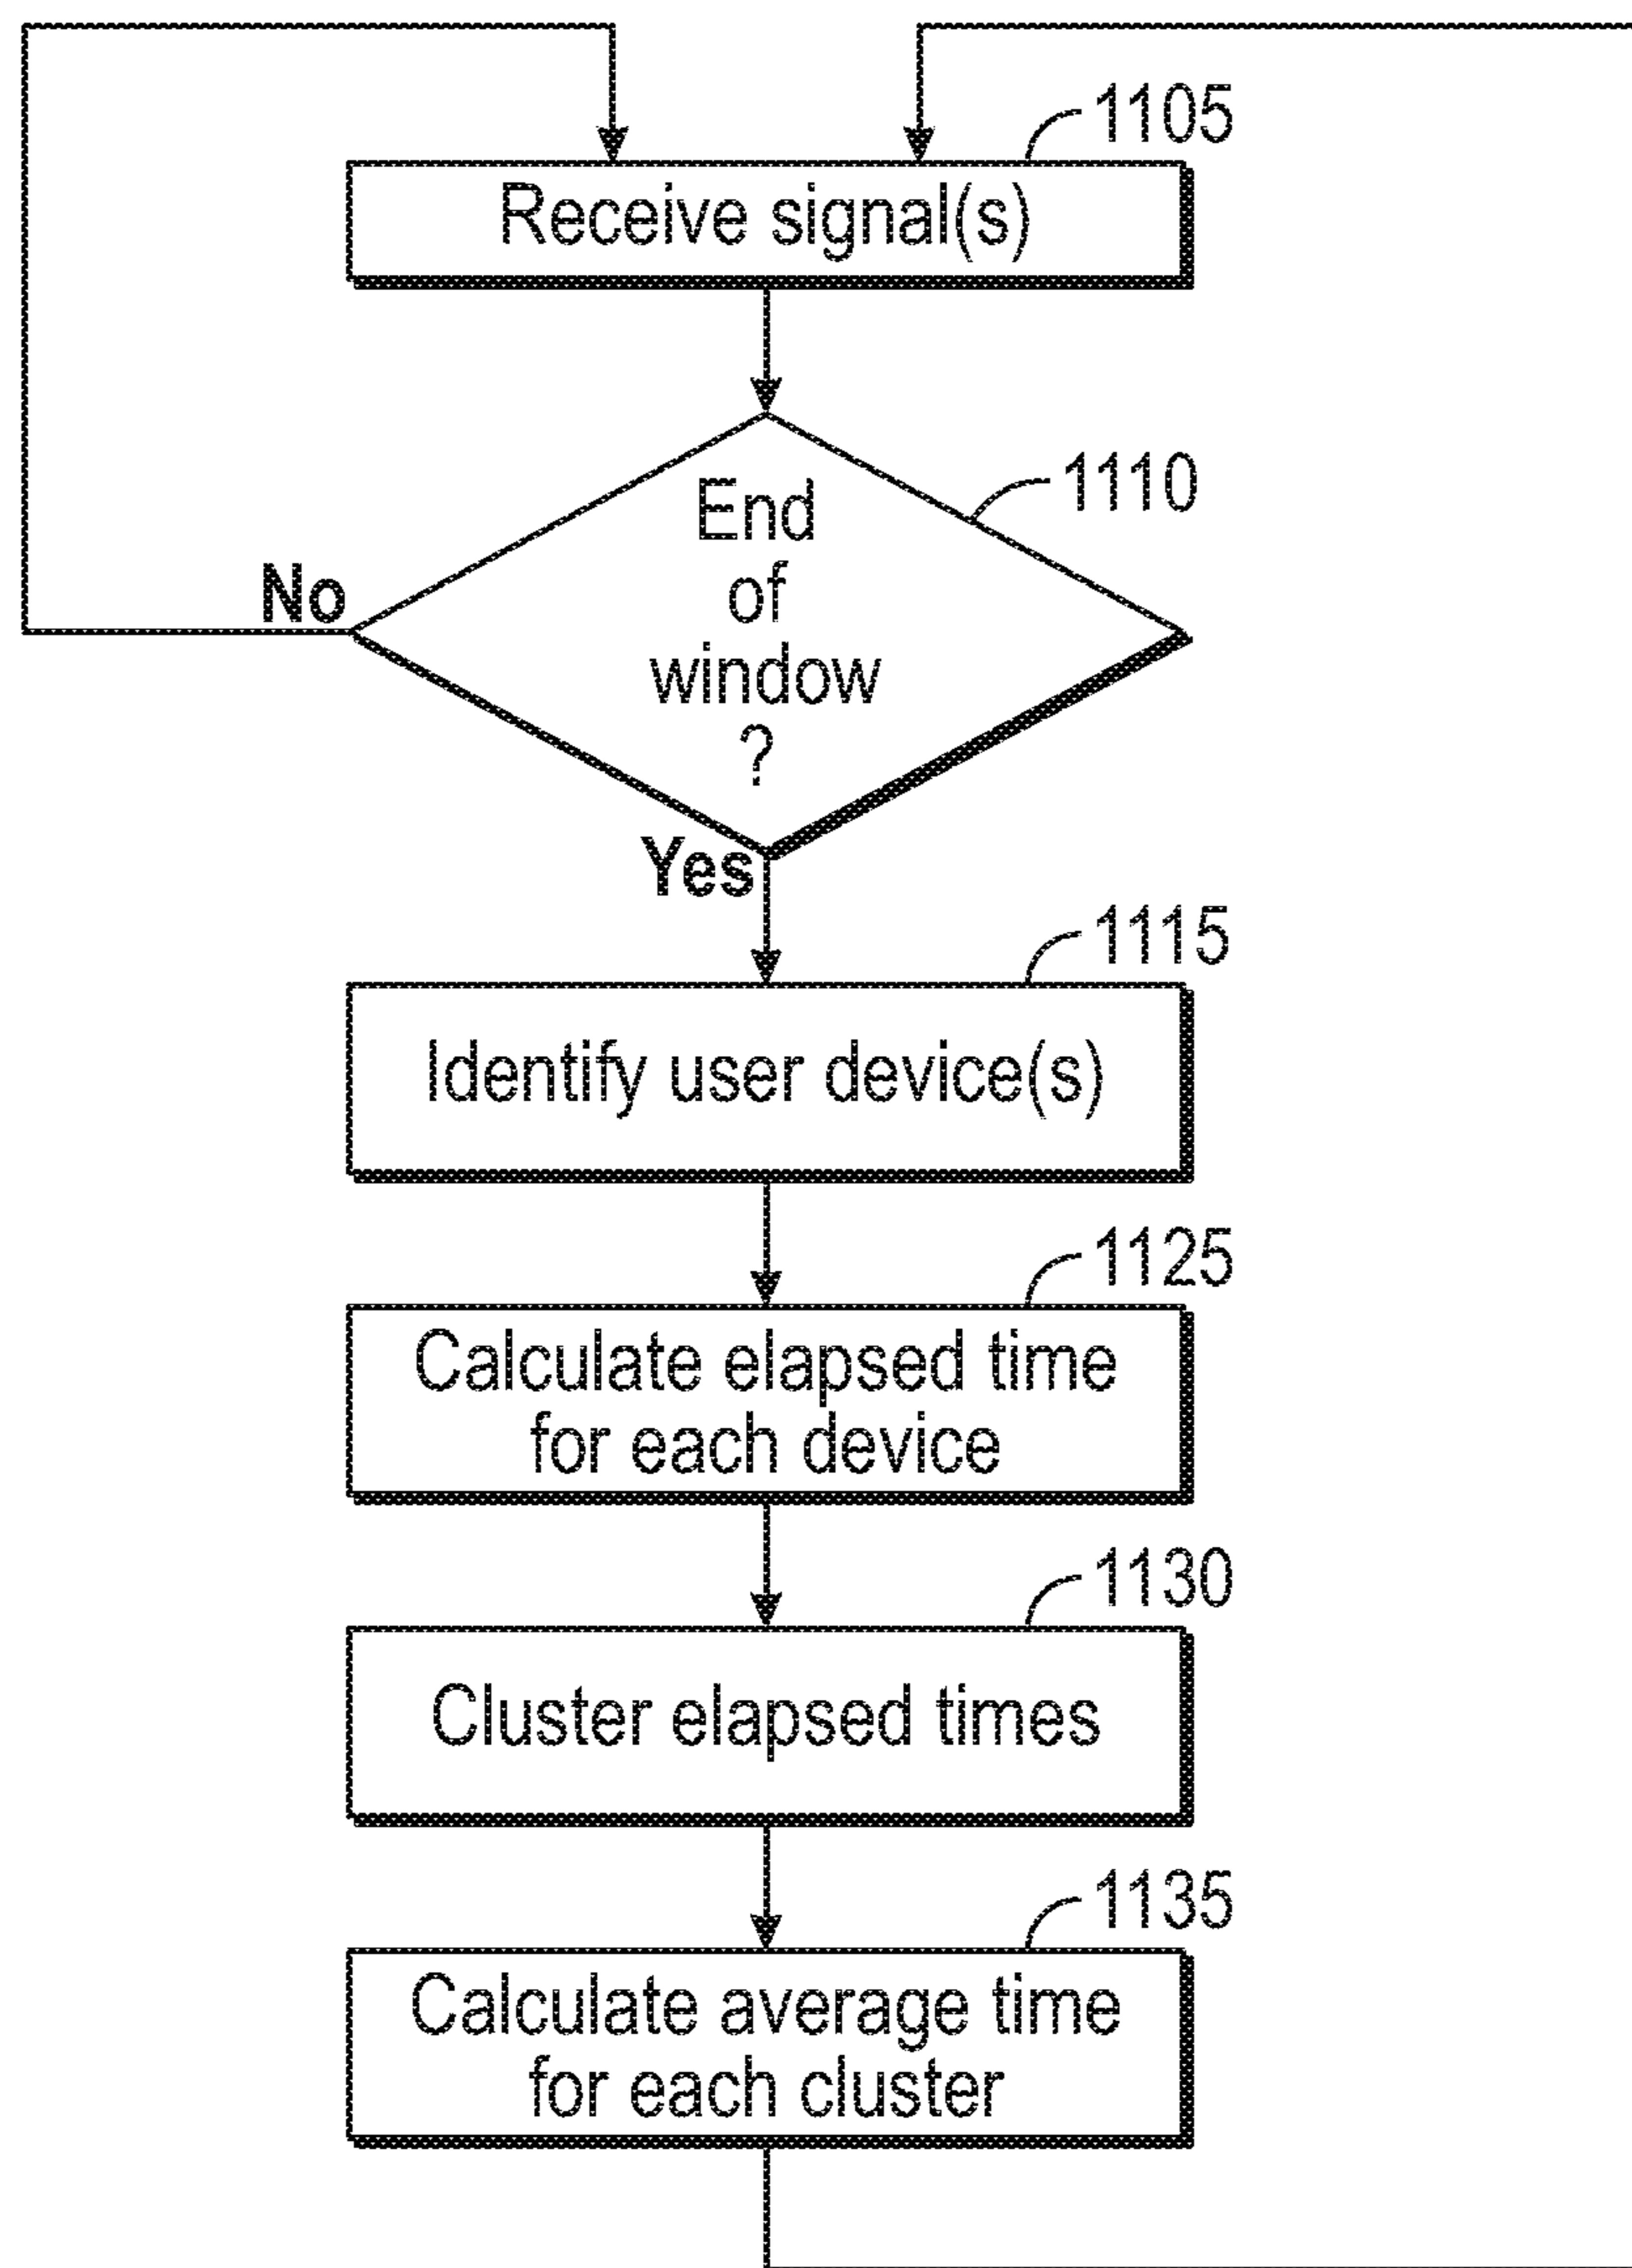 1105
Receive signal(s)
1110
End
of
window
?
No
Yes
1115
Identify user device(s)
1125
Calculate elapsed time
for each device
1130
Cluster elapsed times
1135
Calculate average time
for each cluster